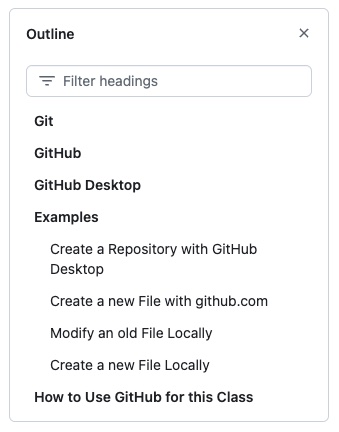 Outline
Filter headings
Git
GitHub
GitHub Desktop
Examples
Create a Repository with GitHub
Desktop
Create a new File with github.com
Modify an old File Locally
Create a new File Locally
How to Use GitHub for this Class